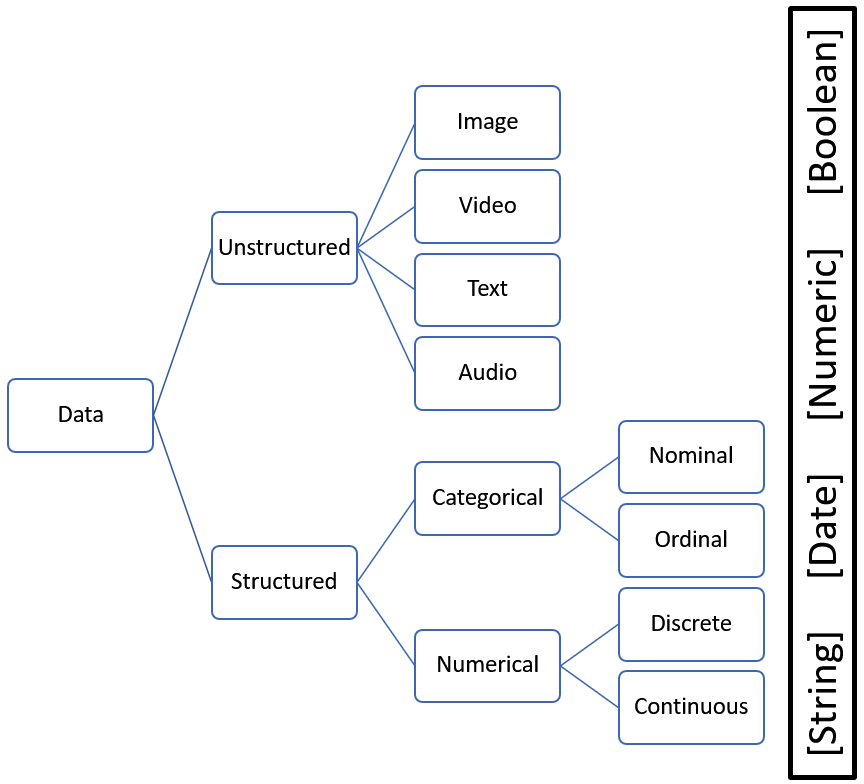 Data
Unstructured
Image
Video
Text
Audio
Structured
Categorical
Nominal
Ordinal
Numerical
Discrete
Continuous
[String] [Date] [Numeric] [Boolean]